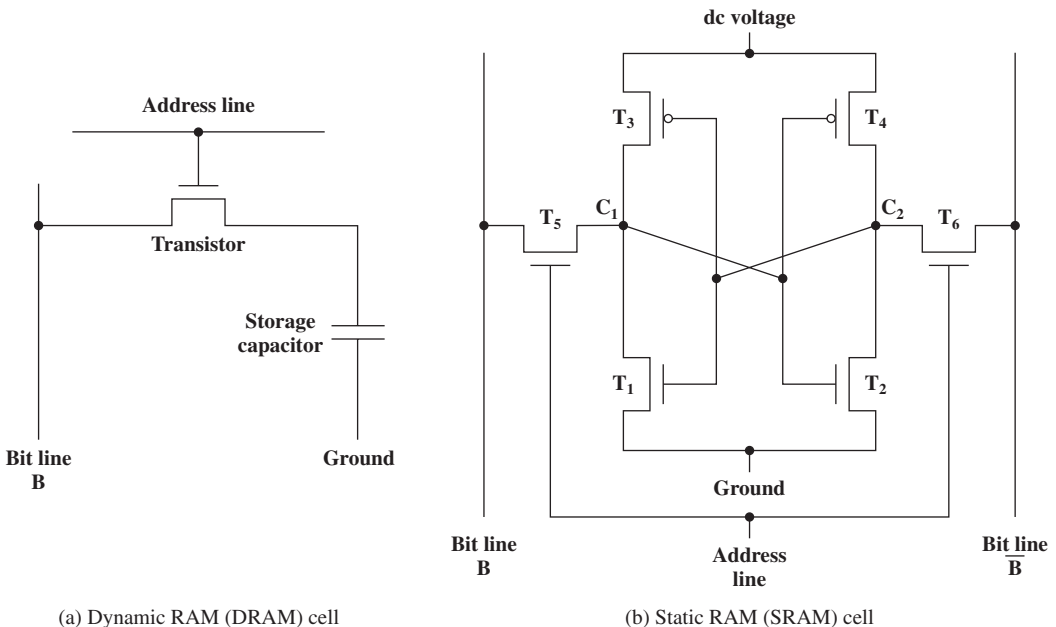 Address line
Transistor
Storage
capacitor
Bit line
B
Ground
(a) Dynamic RAM (DRAM) cell
dc voltage
T₃
T₄
T₅
C₁
C₂
T₆
T₁
T₂
Ground
Bit line
B
Address
line
Bit line
B̅
(b) Static RAM (SRAM) cell